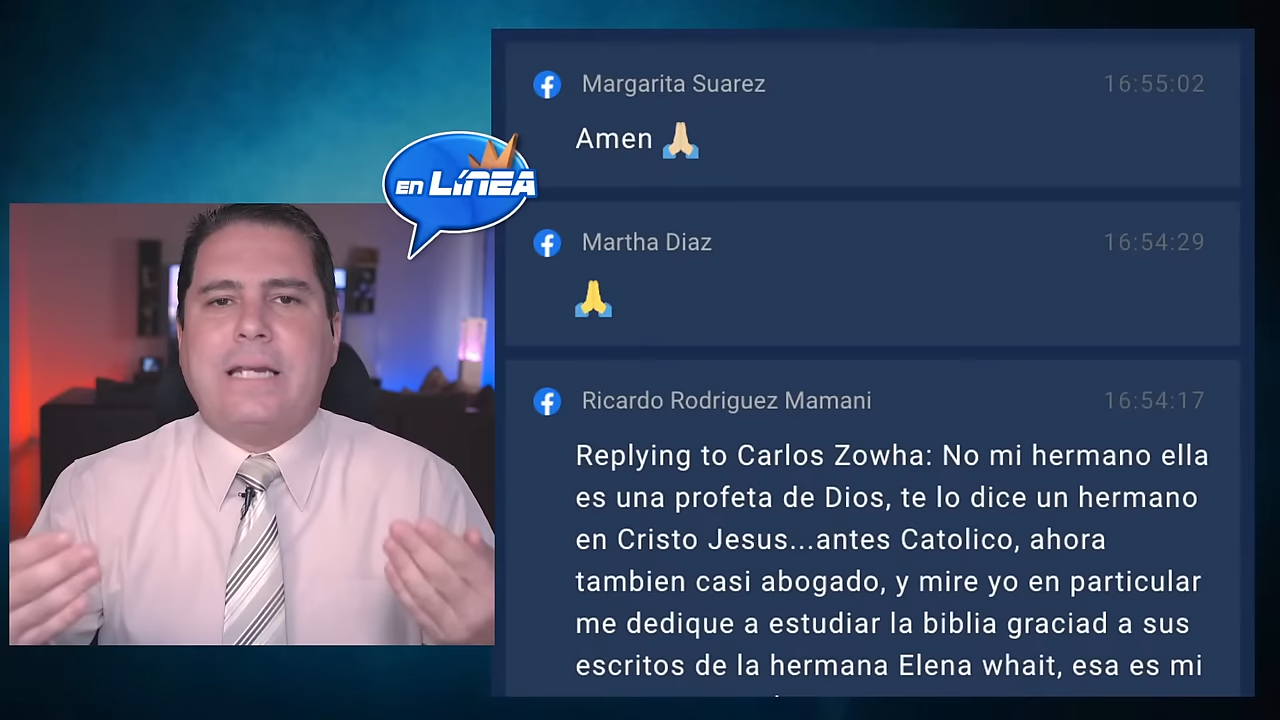 EN LÍNEA
Margarita Suarez 16:55:02
Amen 🙏🏼
Martha Diaz 16:54:29
🙏
Ricardo Rodriguez Mamani 16:54:17
Replying to Carlos Zowha: No mi hermano ella
es una profeta de Dios, te lo dice un hermano
en Cristo Jesus...antes Catolico, ahora
tambien casi abogado, y mire yo en particular
me dedique a estudiar la biblia graciad a sus
escritos de la hermana Elena whait, esa es mi